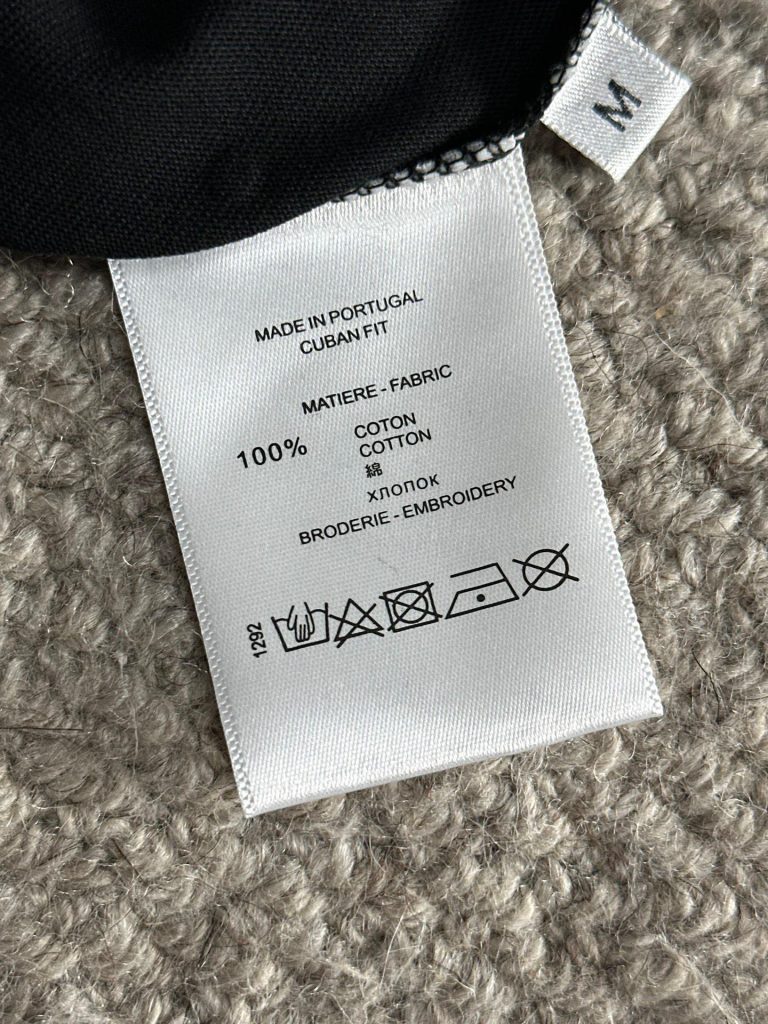 M
MADE IN PORTUGAL
CUBAN FIT
MATIERE - FABRIC
100% COTON
COTTON
綿
хлопок
BRODERIE - EMBROIDERY
1292